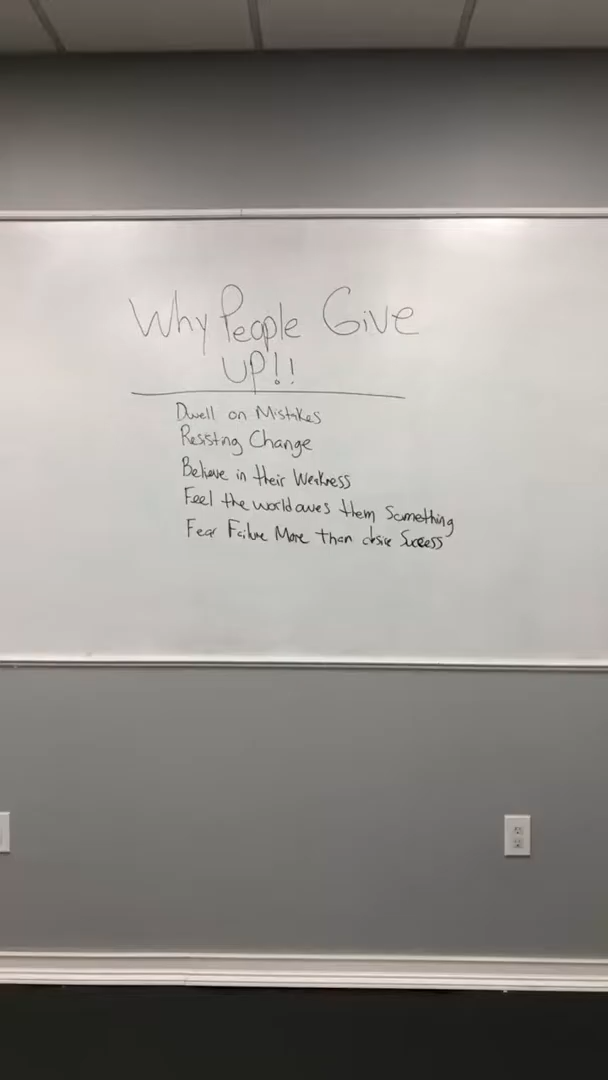 Why People Give
UP!!
Dwell on Mistakes
Resisting Change
Believe in their Weakness
Feel the world owes them Something
Fear Failure More than desire Success